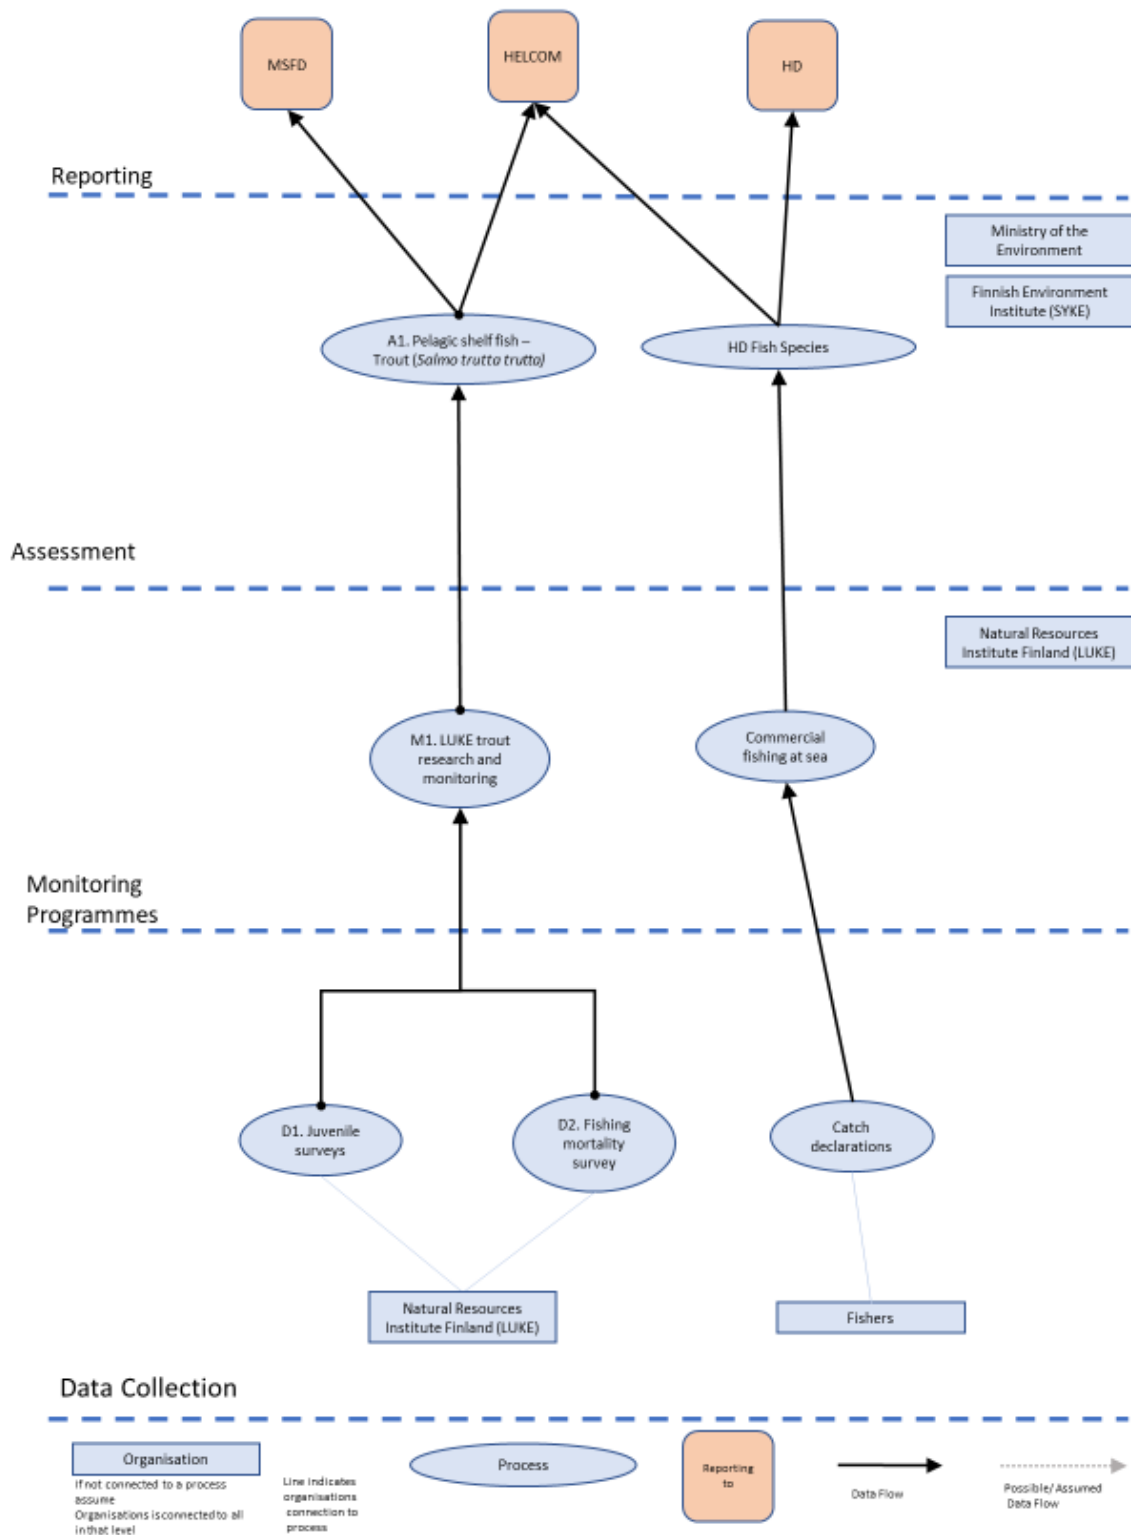 MSFD
HELCOM
HD
Reporting
Ministry of the
Environment
Finnish Environment
Institute (SYKE)
A1. Pelagic shelf fish –
Trout (Salmo trutta trutta)
HD Fish Species
Assessment
Natural Resources
Institute Finland (LUKE)
M1. LUKE trout
research and
monitoring
Commercial
fishing at sea
Monitoring
Programmes
D1. Juvenile
surveys
D2. Fishing
mortality
survey
Catch
declarations
Natural Resources
Institute Finland (LUKE)
Fishers
Data Collection
Organisation
If not connected to a process
assume
Organisations is connected to all
in that level
Line indicates
organisations
connection to
process
Process
Reporting
to
Data Flow
Possible/ Assumed
Data Flow